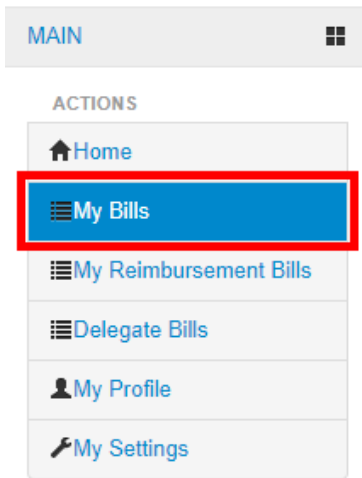 MAIN
ACTIONS
Home
My Bills
My Reimbursement Bills
Delegate Bills
My Profile
My Settings